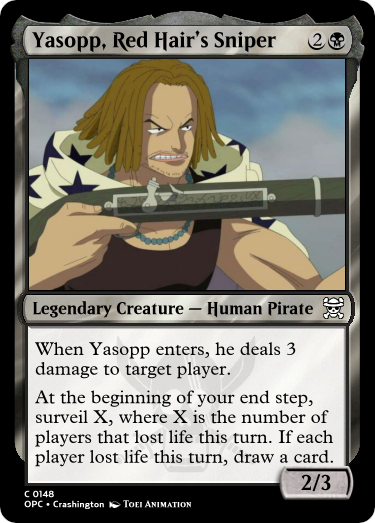 Yasopp, Red Hair's Sniper 2
Legendary Creature — Human Pirate
When Yasopp enters, he deals 3
damage to target player.
At the beginning of your end step,
surveil X, where X is the number of
players that lost life this turn. If each
player lost life this turn, draw a card.
2/3
C 0148
OPC • Crashington Toei Animation